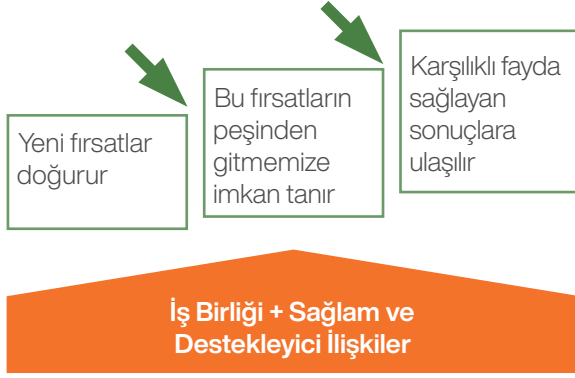 Yeni fırsatlar
doğurur
Bu fırsatların
peşinden
gitmemize
imkan tanır
Karşılıklı fayda
sağlayan
sonuçlara
ulaşılır
İş Birliği + Sağlam ve
Destekleyici İlişkiler